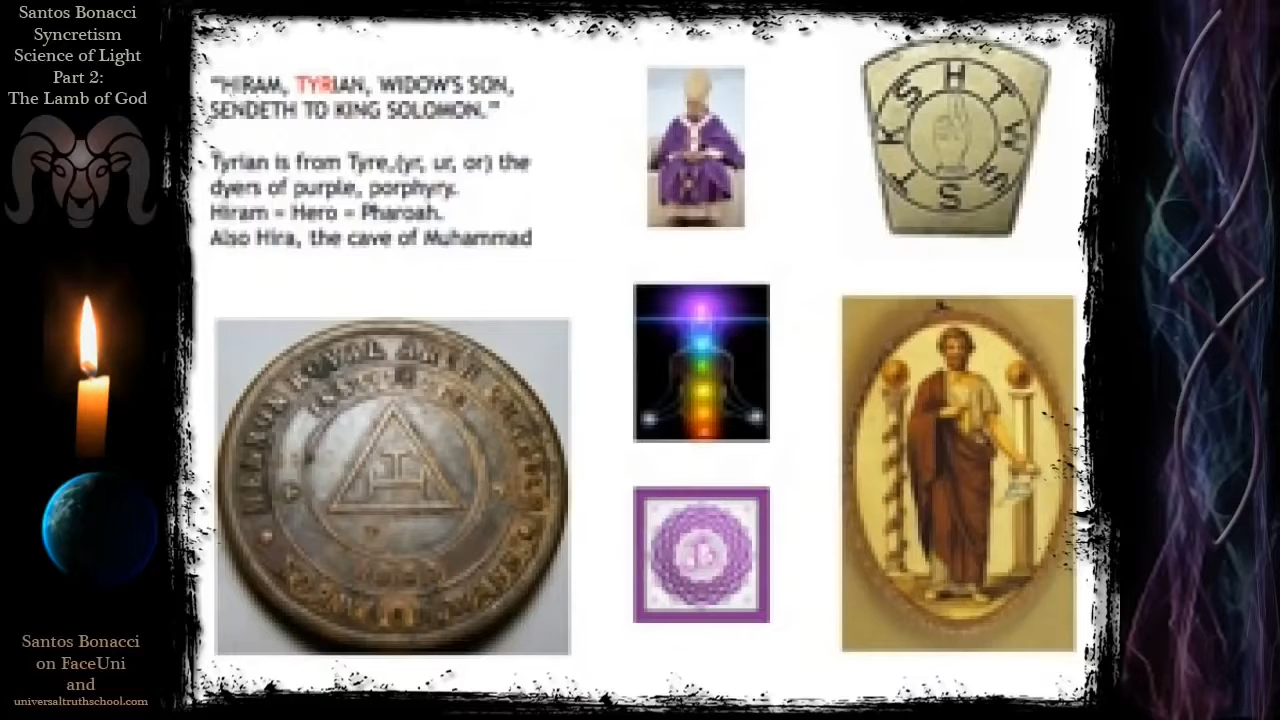 Santos Bonacci
Syncretism
Science of Light
Part 2:
The Lamb of God
"HIRAM, TYRIAN, WIDOW'S SON,
SENDETH TO KING SOLOMON."
Tyrian is from Tyre,(yr, ur, or) the
dyers of purple, porphyry.
Hiram = Hero = Pharoah.
Also Hira, the cave of Muhammad
H T W S S T K S
ROYAL ARCH
Santos Bonacci
on FaceUni
and
universaltruthschool.com